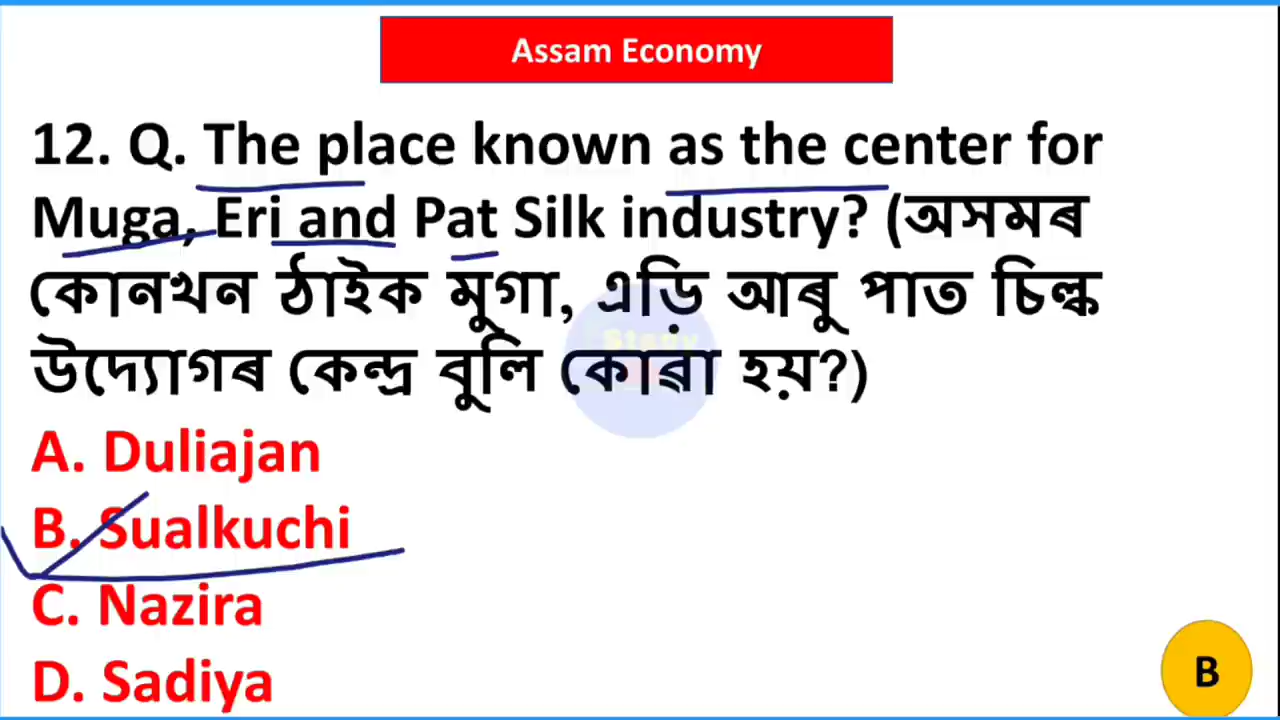 Assam Economy
12. Q. The place known as the center for
Muga, Eri and Pat Silk industry? (অসমৰ
কোনখন ঠাইক মুগা, এড়ি আৰু পাত চিল্ক
উদ্যোগৰ কেন্দ্ৰ বুলি কোৱা হয়?)
A. Duliajan
B. Sualkuchi
C. Nazira
D. Sadiya
B